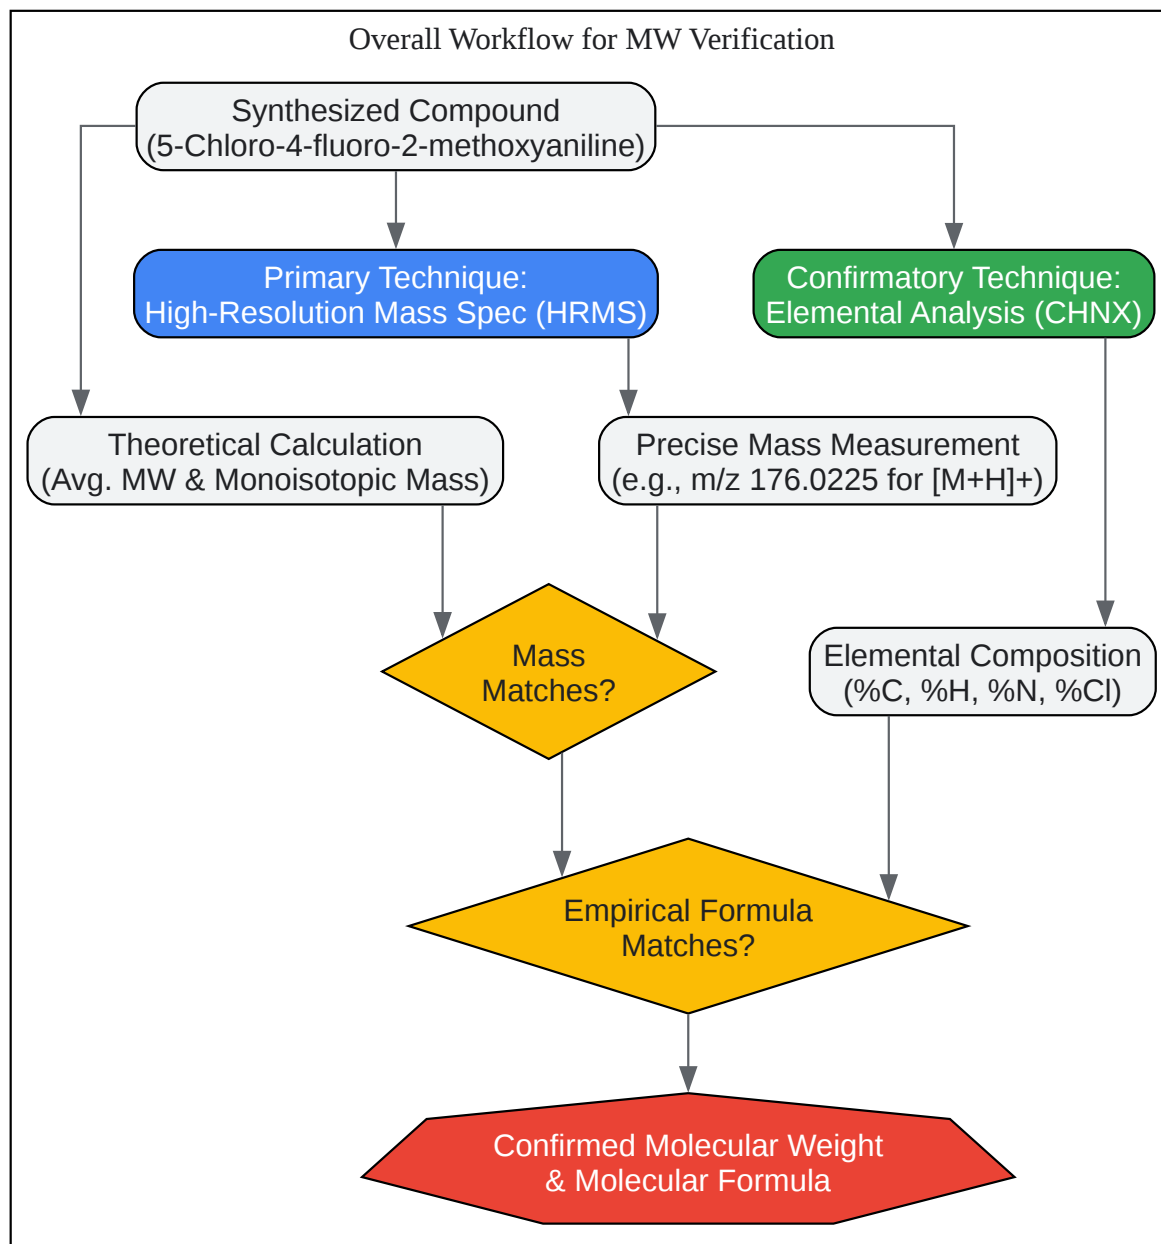 Overall Workflow for MW Verification
Synthesized Compound
(5-Chloro-4-fluoro-2-methoxyaniline)
Primary Technique:
High-Resolution Mass Spec (HRMS)
Confirmatory Technique:
Elemental Analysis (CHNX)
Theoretical Calculation
(Avg. MW & Monoisotopic Mass)
Precise Mass Measurement
(e.g., m/z 176.0225 for [M+H]+)
Mass
Matches?
Elemental Composition
(%C, %H, %N, %Cl)
Empirical Formula
Matches?
Confirmed Molecular Weight
& Molecular Formula